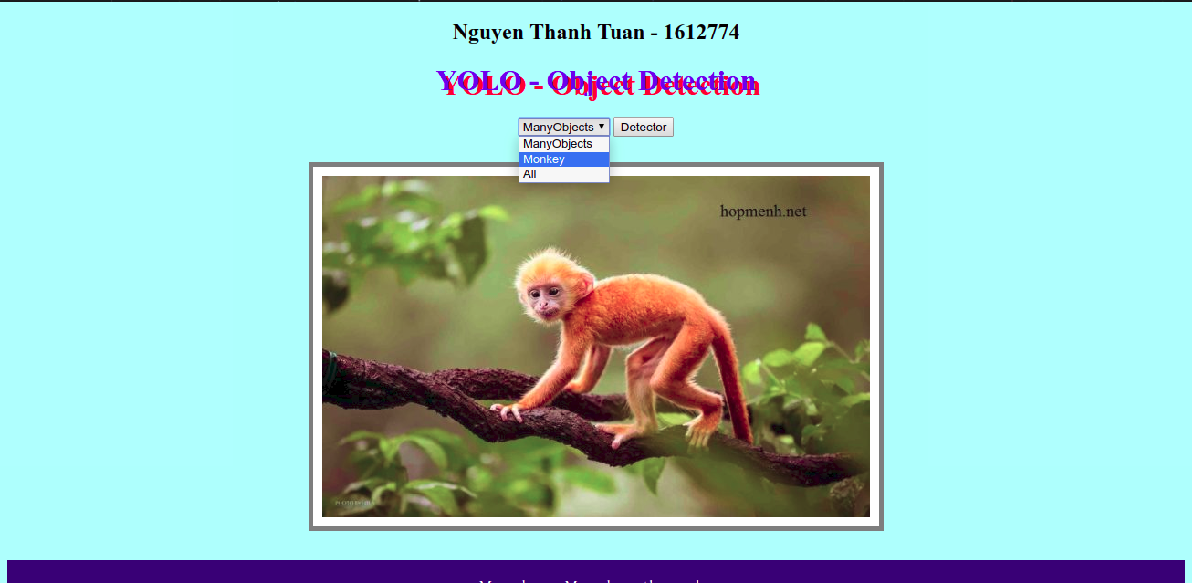 Nguyen Thanh Tuan - 1612774
YOLO - Object Detection
ManyObjects ▼ Detector
ManyObjects
Monkey
All
hopmenh.net